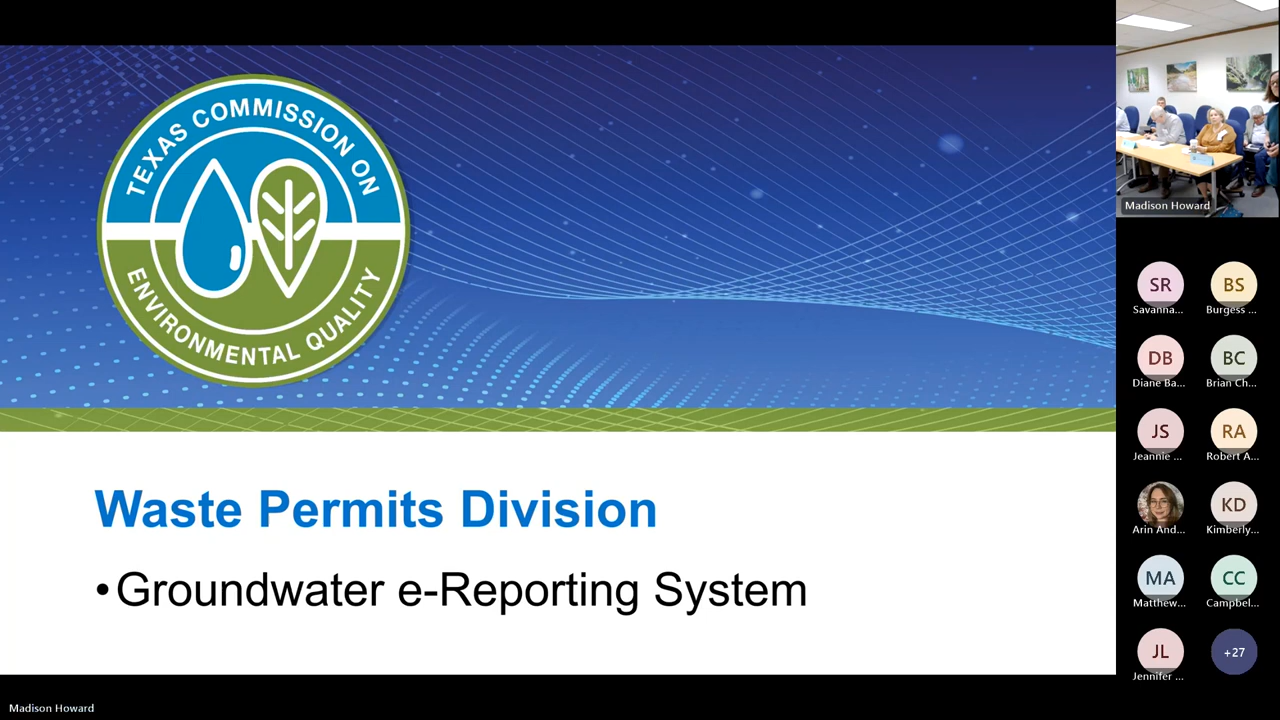 TEXAS COMMISSION ON
ENVIRONMENTAL QUALITY
Waste Permits Division
•Groundwater e-Reporting System
Madison Howard
SR
Savanna...
BS
Burgess ...
DB
Diane Ba...
BC
Brian Ch...
JS
Jeannie ...
RA
Robert A...
Arin And...
KD
Kimberly...
MA
Matthew...
CC
Campbel...
JL
Jennifer ...
+27
Madison Howard